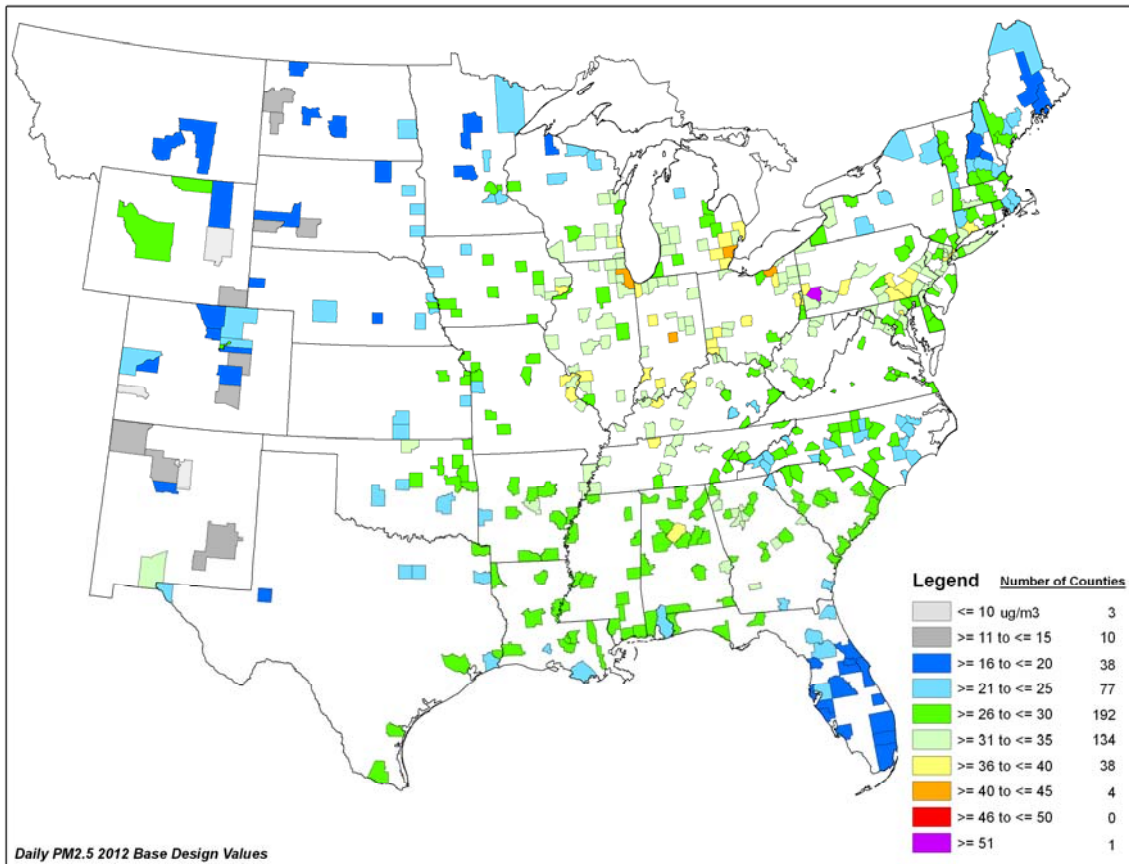 Legend Number of Counties
<= 10 ug/m3 3
>= 11 to <= 15 10
>= 16 to <= 20 38
>= 21 to <= 25 77
>= 26 to <= 30 192
>= 31 to <= 35 134
>= 36 to <= 40 38
>= 40 to <= 45 4
>= 46 to <= 50 0
>= 51 1
Daily PM2.5 2012 Base Design Values